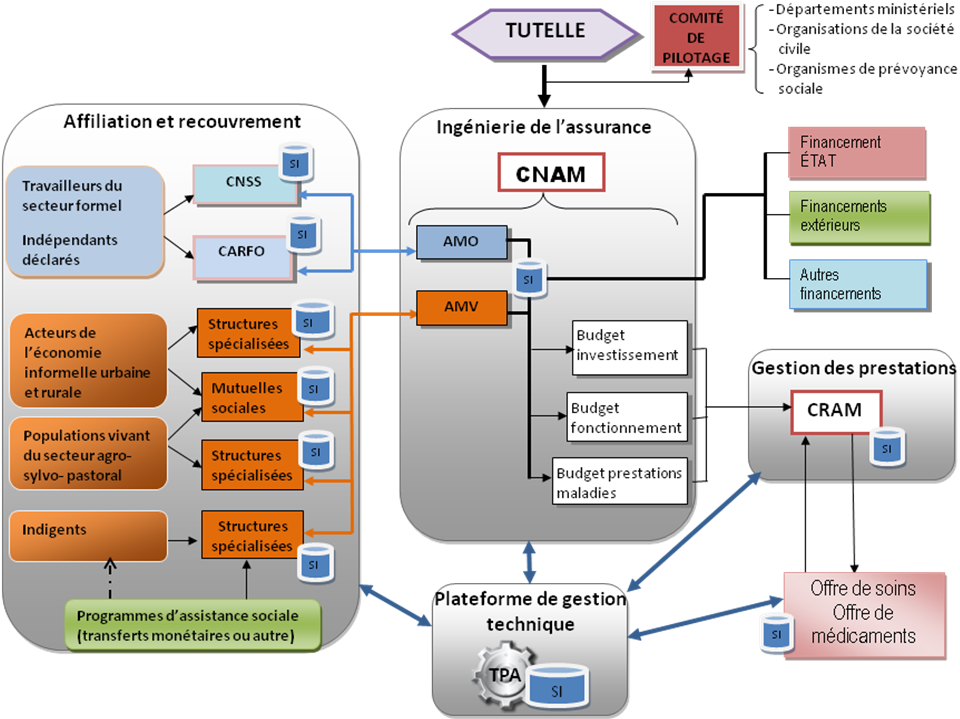 TUTELLE
COMITÉ
DE
PILOTAGE
- Départements ministériels
- Organisations de la société
civile
- Organismes de prévoyance
sociale
Affiliation et recouvrement
Travailleurs du
secteur formel
Indépendants
déclarés
CNSS
SI
CARFO
SI
Acteurs de
l'économie
informelle urbaine
et rurale
Structures
spécialisées
SI
Mutuelles
sociales
SI
Populations vivant
du secteur agro-
sylvo- pastoral
Structures
spécialisées
SI
Indigents
Structures
spécialisées
SI
Programmes d'assistance sociale
(transferts monétaires ou autre)
Ingénierie de l'assurance
CNAM
AMO
SI
AMV
Budget
investissement
Budget
fonctionnement
Budget prestations
maladies
Financement
ÉTAT
Financements
extérieurs
Autres
financements
Gestion des prestations
CRAM
SI
Offre de soins
Offre de
médicaments
SI
Plateforme de gestion
technique
TPA
SI